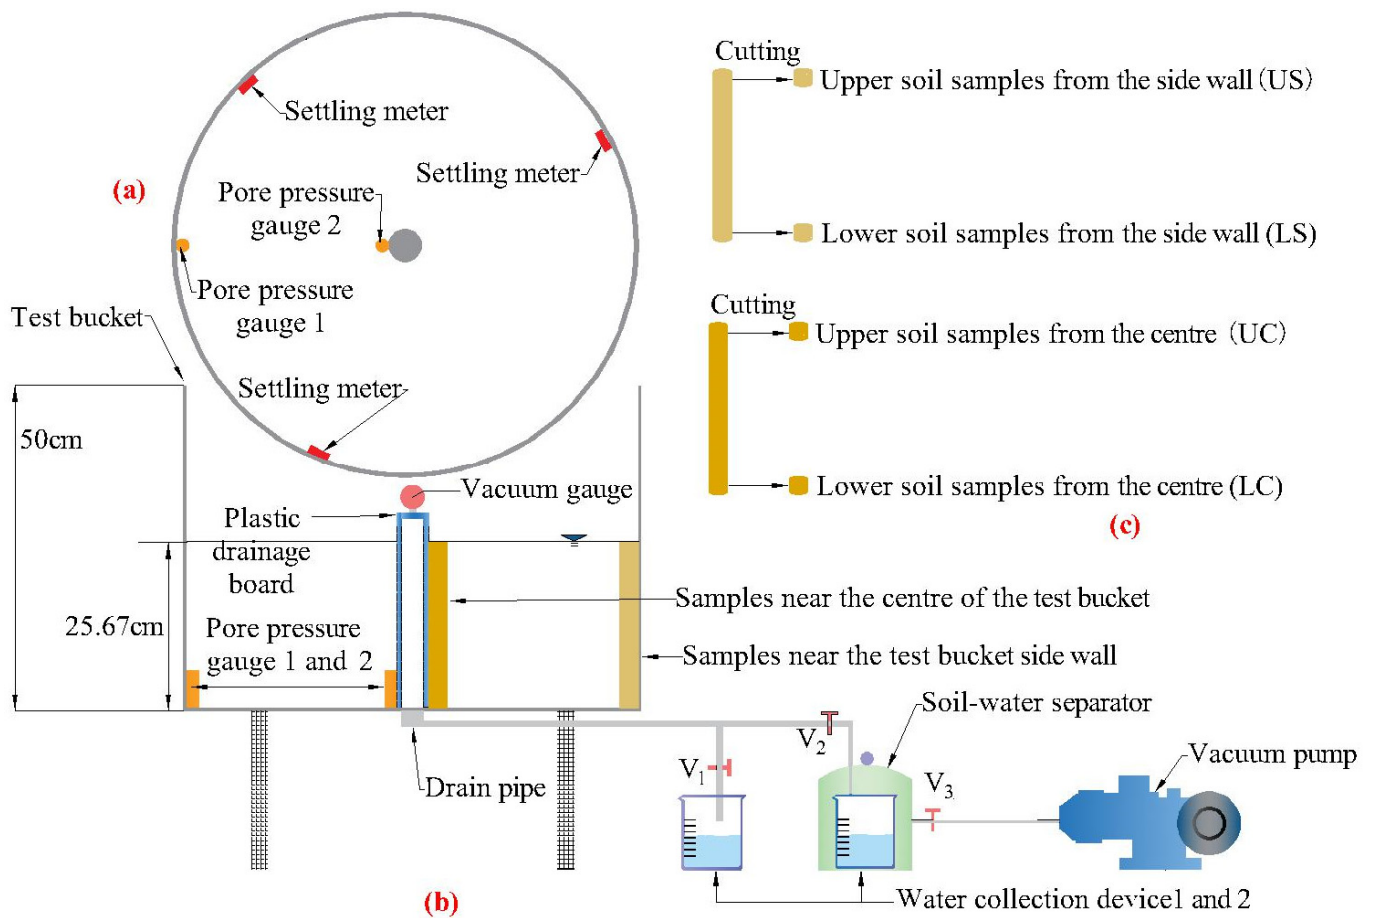 Settling meter
Settling meter
(a)
Pore pressure
gauge 2
Pore pressure
gauge 1
Test bucket
Settling meter
Cutting
Upper soil samples from the side wall (US)
Lower soil samples from the side wall (LS)
Cutting
Upper soil samples from the centre (UC)
Lower soil samples from the centre (LC)
(c)
50cm
Vacuum gauge
Plastic
drainage
board
25.67cm
Pore pressure
gauge 1 and 2
Samples near the centre of the test bucket
Samples near the test bucket side wall
Soil-water separator
V2
V1
V3
Vacuum pump
Drain pipe
Water collection device1 and 2
(b)